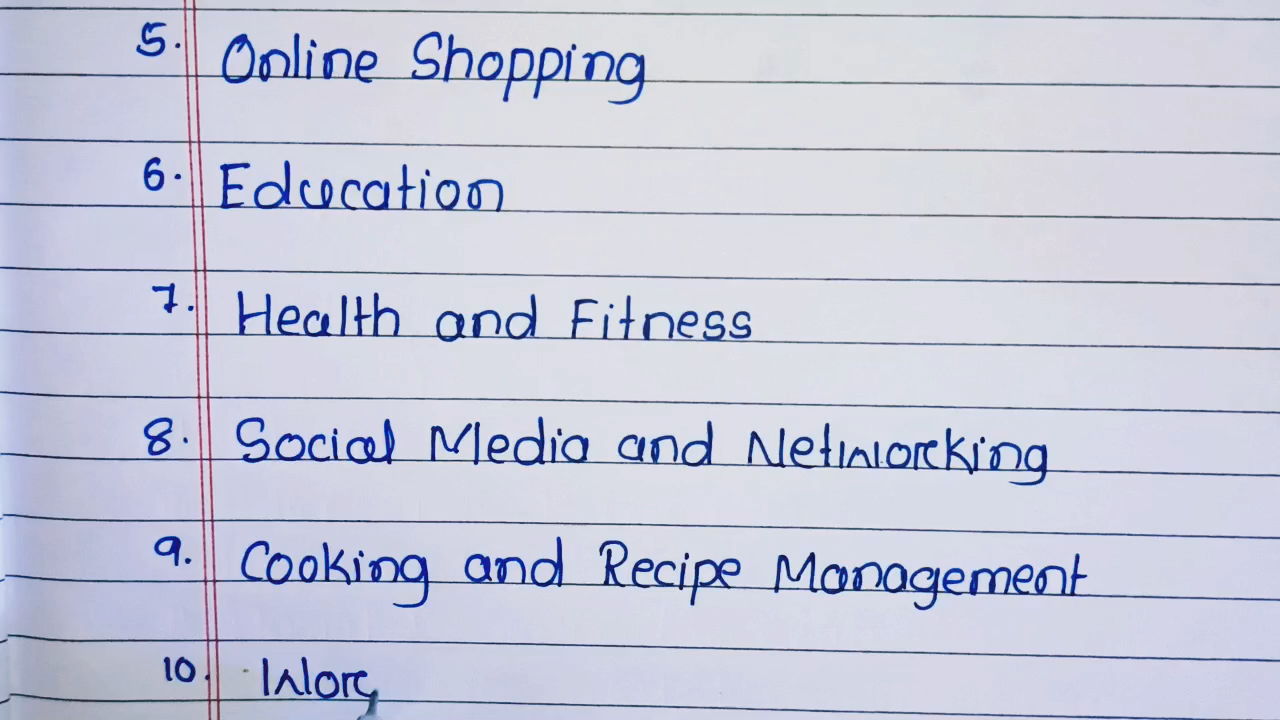 5. Online Shopping
6. Education
7. Health and Fitness
8. Social Media and Networking
9. Cooking and Recipe Management
10. Wor